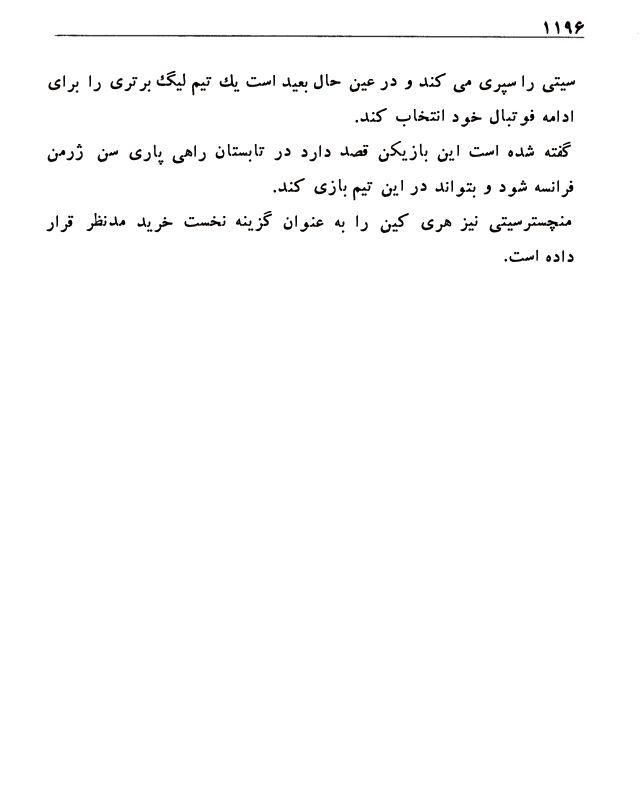 ۱۱۹۶
سیتی را سپری می کند و در عین حال بعید است یك تیم لیگ برتری را برای
ادامه فوتبال خود انتخاب کند.
گفته شده است این بازیکن قصد دارد در تابستان راهی پاری سن ژرمن
فرانسه شود و بتواند در این تیم بازی کند.
منچسترسیتی نیز هری کین را به عنوان گزینه نخست خرید مدنظر قرار
داده است.